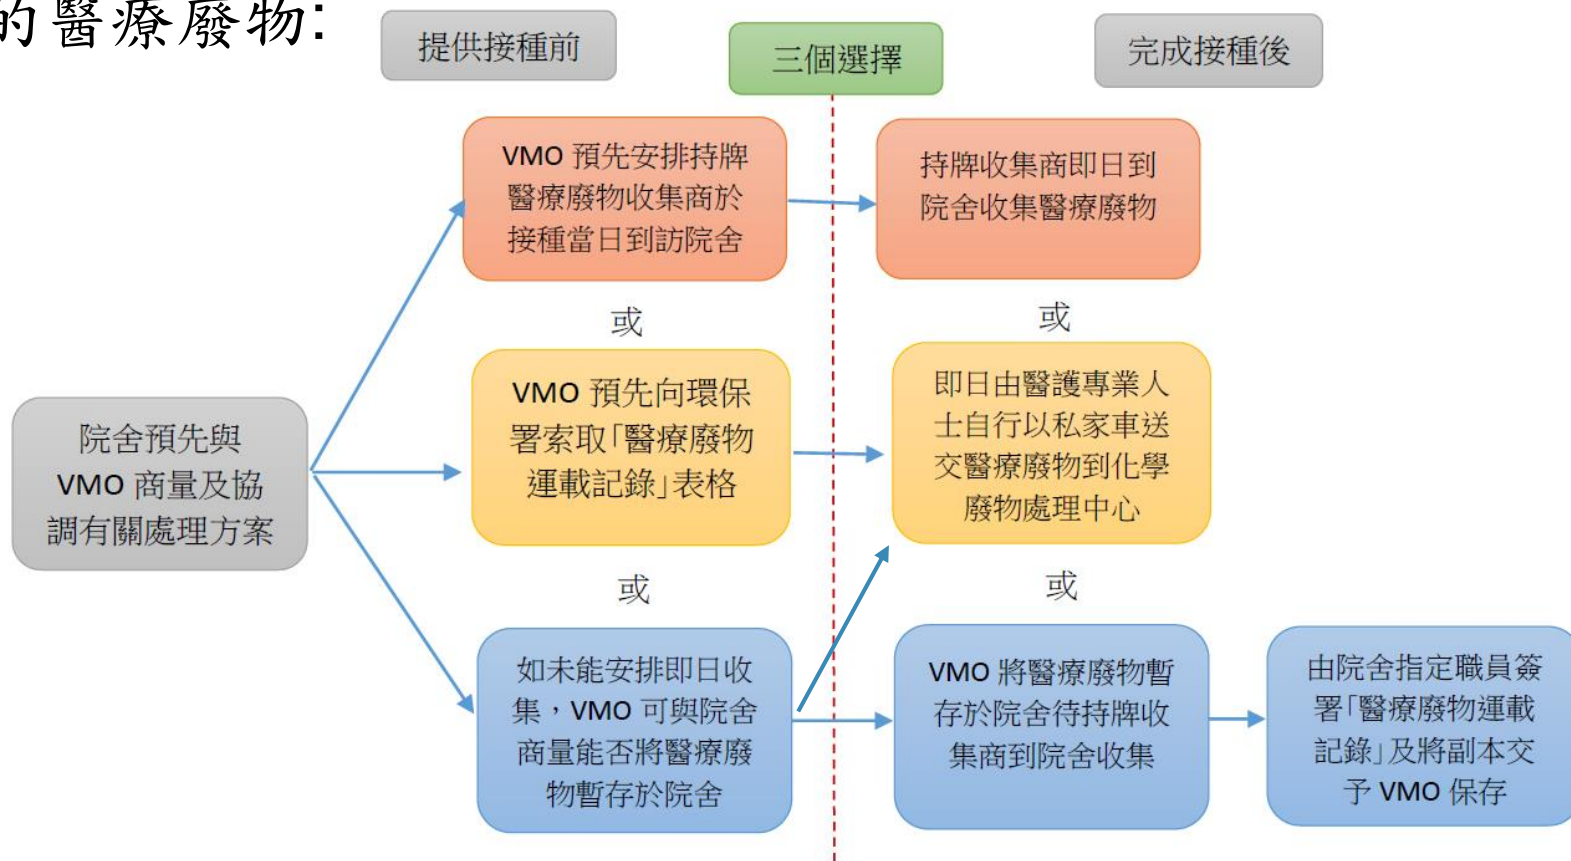 的醫療廢物:
提供接種前
三個選擇
完成接種後
VMO 預先安排持牌
醫療廢物收集商於
接種當日到訪院舍
持牌收集商即日到
院舍收集醫療廢物
或
或
院舍預先與
VMO 商量及協
調有關處理方案
VMO 預先向環保
署索取「醫療廢物
運載記錄」表格
即日由醫護專業人
士自行以私家車送
交醫療廢物到化學
廢物處理中心
或
或
如未能安排即日收
集，VMO 可與院舍
商量能否將醫療廢
物暫存於院舍
VMO 將醫療廢物暫
存於院舍待持牌收
集商到院舍收集
由院舍指定職員簽
署「醫療廢物運載
記錄」及將副本交
予 VMO 保存